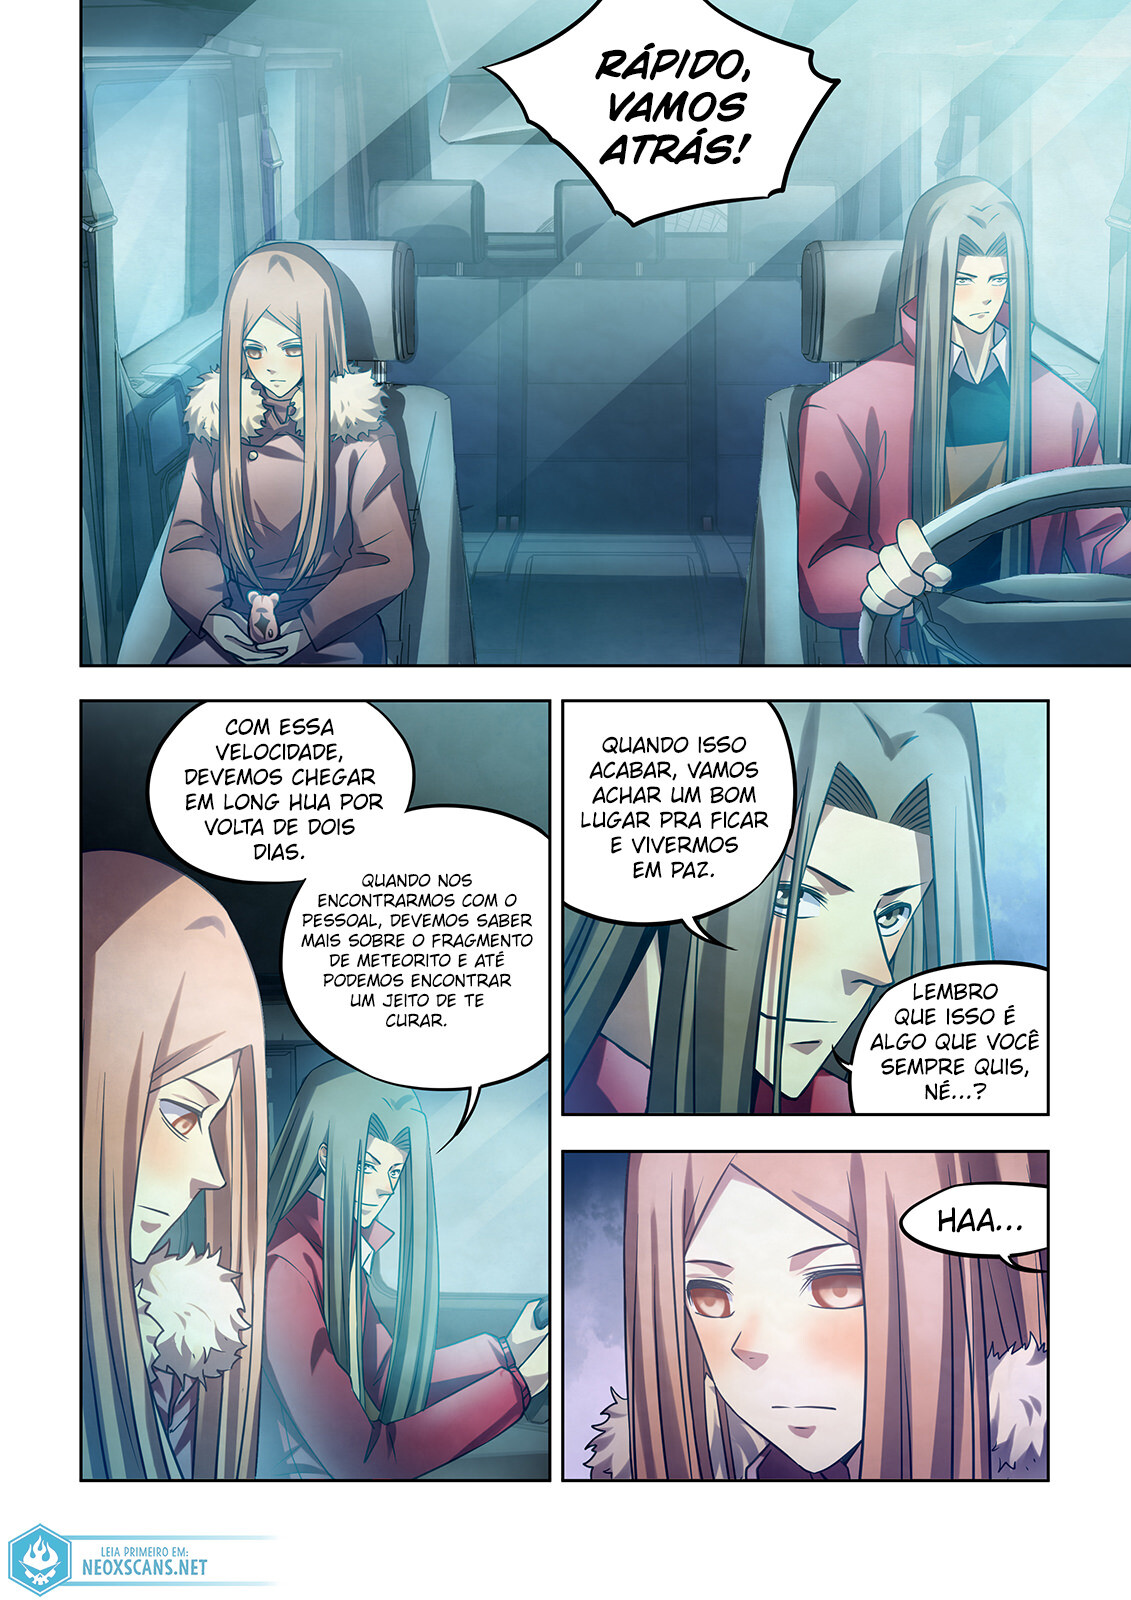 RÁPIDO,
VAMOS
ATRÁS!
COM ESSA
VELOCIDADE,
DEVEMOS CHEGAR
EM LONG HUA POR
VOLTA DE DOIS
DIAS.
QUANDO NOS
ENCONTRARMOS COM O
PESSOAL, DEVEMOS SABER
MAIS SOBRE O FRAGMENTO
DE METEORITO E ATÉ
PODEMOS ENCONTRAR
UM JEITO DE TE
CURAR.
QUANDO ISSO
ACABAR, VAMOS
ACHAR UM BOM
LUGAR PRA FICAR
E VIVERMOS
EM PAZ.
LEMBRO
QUE ISSO É
ALGO QUE VOCÊ
SEMPRE QUIS,
NÉ...?
HAA...
LEIA PRIMEIRO EM:
NEOXSCANS.NET